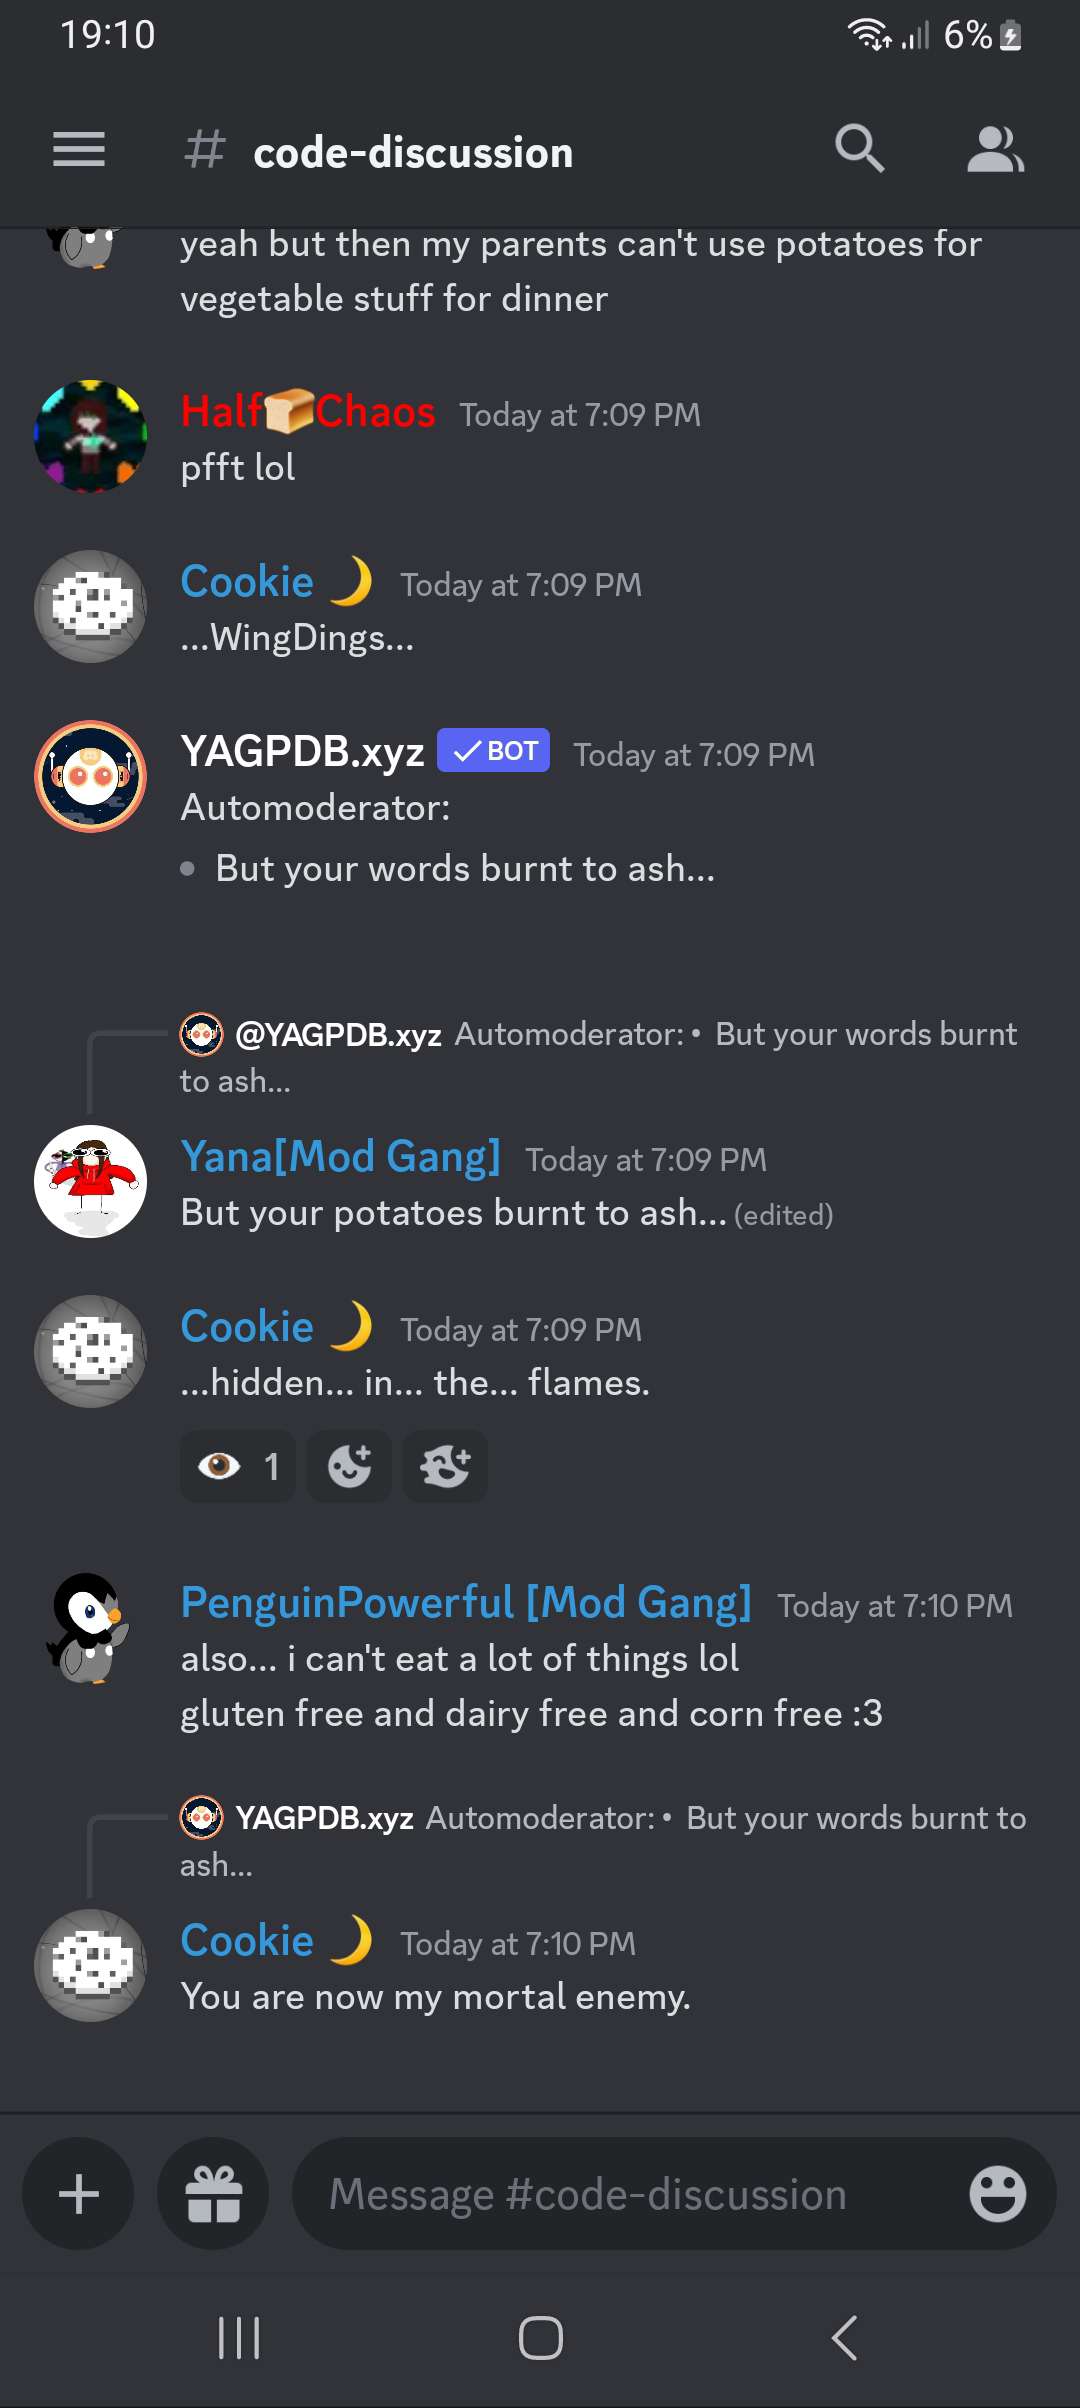 19:10
6%
# code-discussion
yeah but then my parents can't use potatoes for
vegetable stuff for dinner
Half🍞Chaos Today at 7:09 PM
pfft lol
Cookie 🌙 Today at 7:09 PM
...WingDings...
YAGPDB.xyz ✓ BOT Today at 7:09 PM
Automoderator:
• But your words burnt to ash...
@YAGPDB.xyz Automoderator: • But your words burnt
to ash...
Yana[Mod Gang] Today at 7:09 PM
But your potatoes burnt to ash... (edited)
Cookie 🌙 Today at 7:09 PM
...hidden... in... the... flames.
👁 1
PenguinPowerful [Mod Gang] Today at 7:10 PM
also... i can't eat a lot of things lol
gluten free and dairy free and corn free :3
YAGPDB.xyz Automoderator: • But your words burnt to
ash...
Cookie 🌙 Today at 7:10 PM
You are now my mortal enemy.
Message #code-discussion